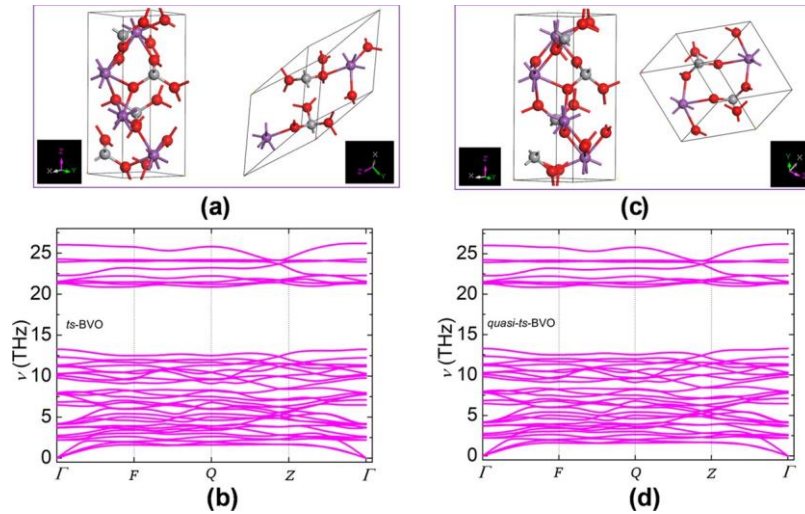 Z
X
Y
X
Z
Y
Z
X
Y
Y
X
Z
(a)
(c)
25
20
15
10
5
0
ν (THz)
ts-BVO
Γ
F
Q
Z
Γ
(b)
25
20
15
10
5
0
ν (THz)
quasi-ts-BVO
Γ
F
Q
Z
Γ
(d)